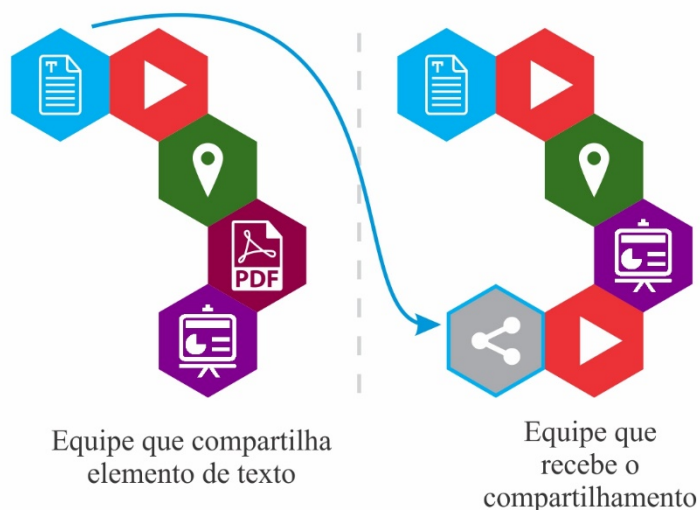 T
T
PDF
Equipe que compartilha
elemento de texto
Equipe que
recebe o
compartilhamento